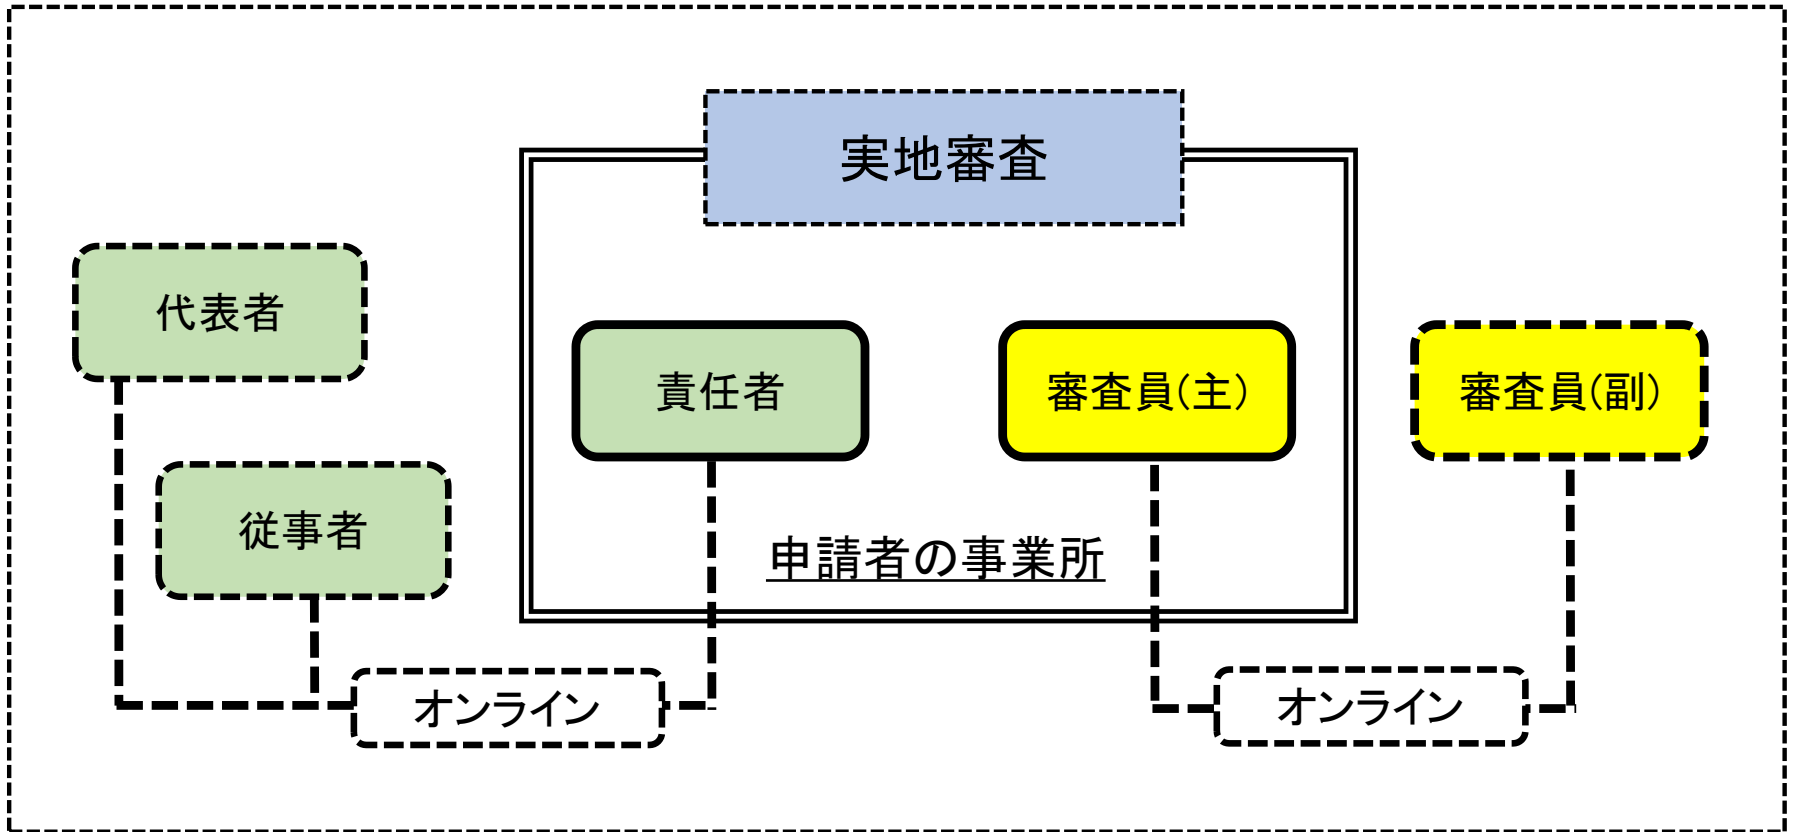 実地審査
代表者
責任者
審査員(主)
審査員(副)
従事者
申請者の事業所
オンライン
オンライン